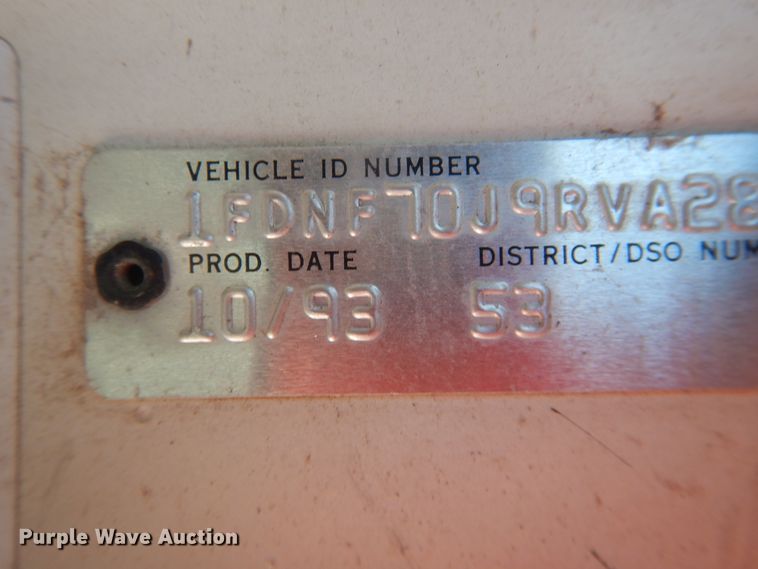 VEHICLE ID NUMBER
1FDNF70J9RVA28
PROD. DATE DISTRICT/DSO NUM
10/93 53
Purple Wave Auction